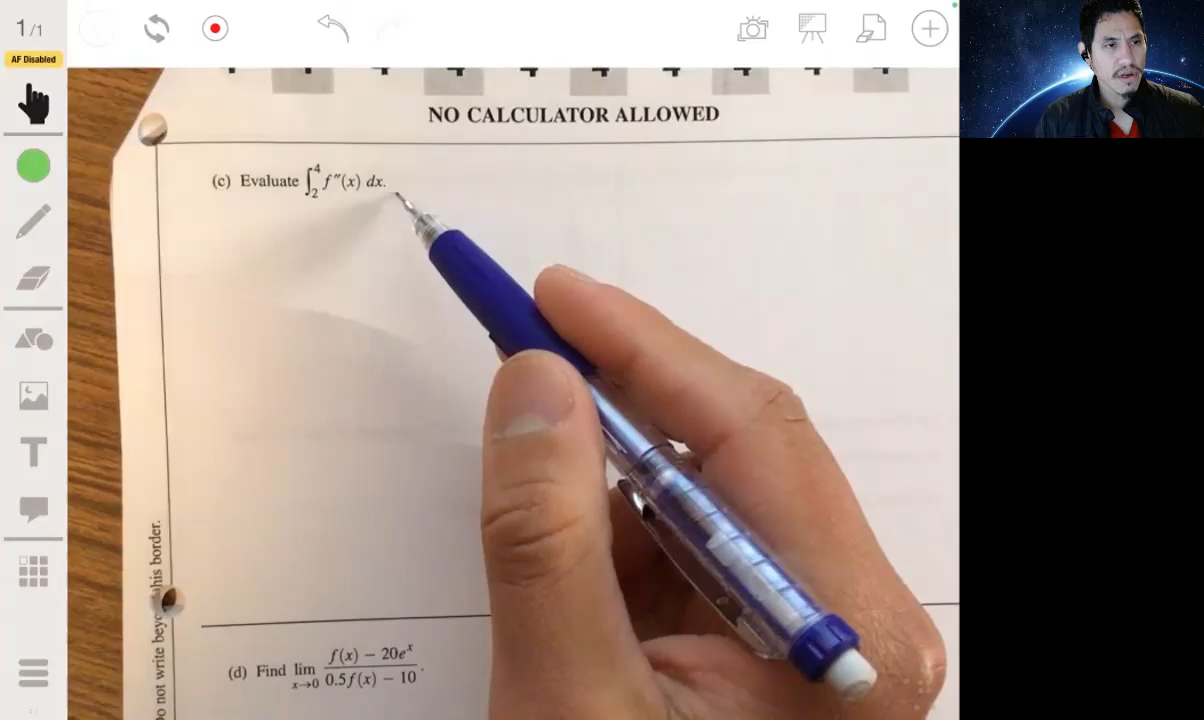 1/1
AF Disabled
NO CALCULATOR ALLOWED
(c) Evaluate ∫₂⁴ f″(x) dx.
T
Do not write beyond this border.
(d) Find lim x→0 (f(x) − 20eˣ)/(0.5f(x) − 10).